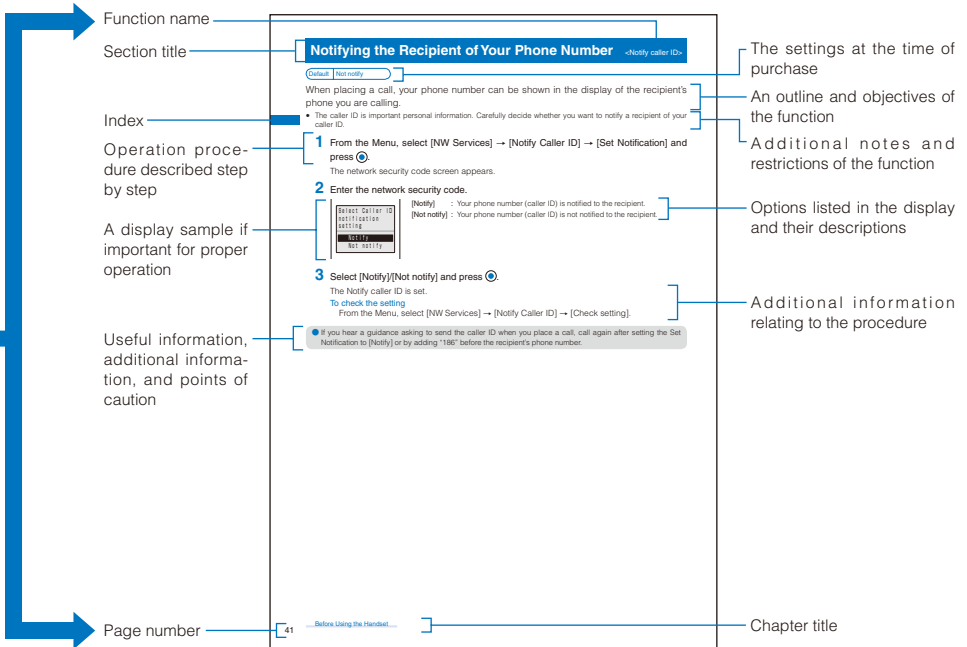 Function name
Section title
Index
Operation proce-
dure described step
by step
A display sample if
important for proper
operation
Useful information,
additional informa-
tion, and points of
caution
Page number
Notifying the Recipient of Your Phone Number <Notify caller ID>
Default Not notify
When placing a call, your phone number can be shown in the display of the recipient's
phone you are calling.
• The caller ID is important personal information. Carefully decide whether you want to notify a recipient of your
caller ID.
1 From the Menu, select [NW Services] → [Notify Caller ID] → [Set Notification] and
press ◉.
The network security code screen appears.
2 Enter the network security code.
Select Caller ID
notification
setting
Notify
Not notify
[Notify] : Your phone number (caller ID) is notified to the recipient.
[Not notify] : Your phone number (caller ID) is not notified to the recipient.
3 Select [Notify]/[Not notify] and press ◉.
The Notify caller ID is set.
To check the setting
From the Menu, select [NW Services] → [Notify Caller ID] → [Check setting].
● If you hear a guidance asking to send the caller ID when you place a call, call again after setting the Set
Notification to [Notify] or by adding "186" before the recipient's phone number.
41 Before Using the Handset
The settings at the time of
purchase
An outline and objectives of
the function
Additional notes and
restrictions of the function
Options listed in the display
and their descriptions
Additional information
relating to the procedure
Chapter title